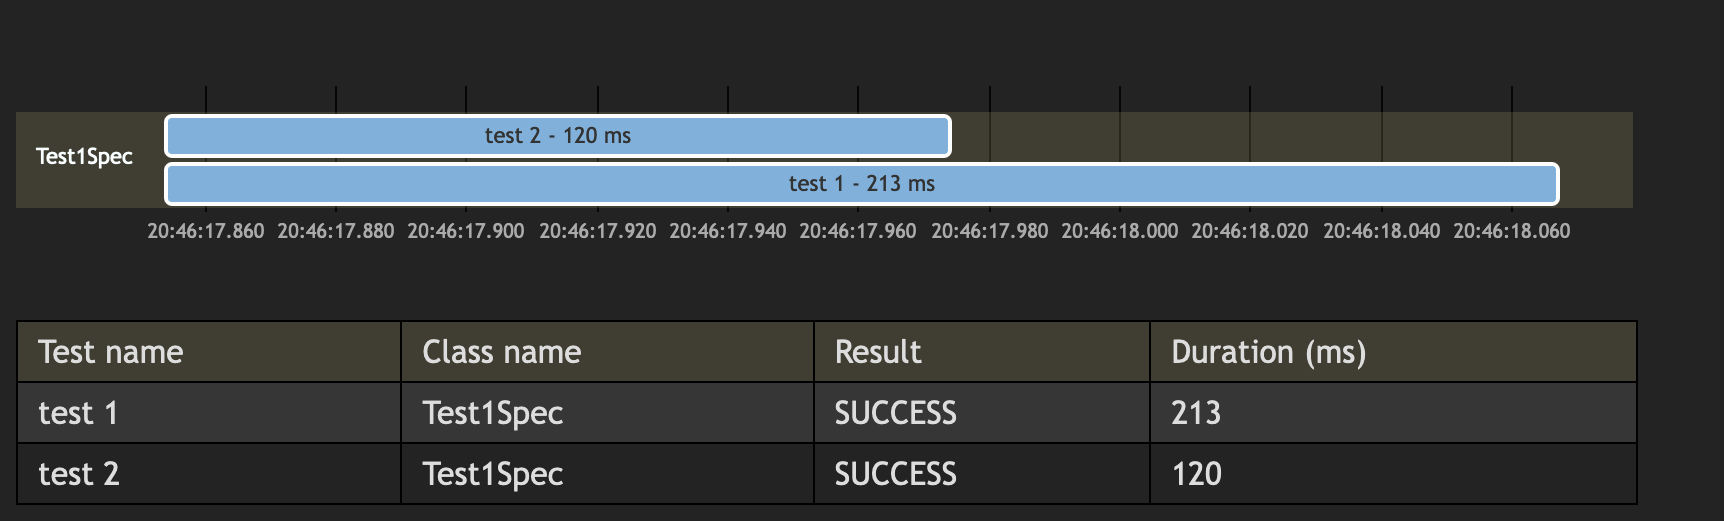 test 2 - 120 ms
Test1Spec
test 1 - 213 ms
20:46:17.860 20:46:17.880 20:46:17.900 20:46:17.920 20:46:17.940 20:46:17.960 20:46:17.980 20:46:18.000 20:46:18.020 20:46:18.040 20:46:18.060
Test name Class name Result Duration (ms)
test 1 Test1Spec SUCCESS 213
test 2 Test1Spec SUCCESS 120